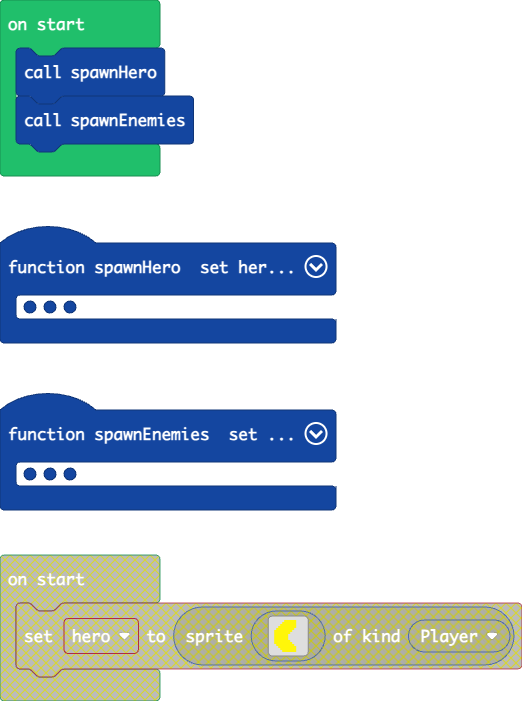 on start
call spawnHero
call spawnEnemies
function spawnHero set her...
function spawnEnemies set ...
on start
set hero to sprite of kind Player